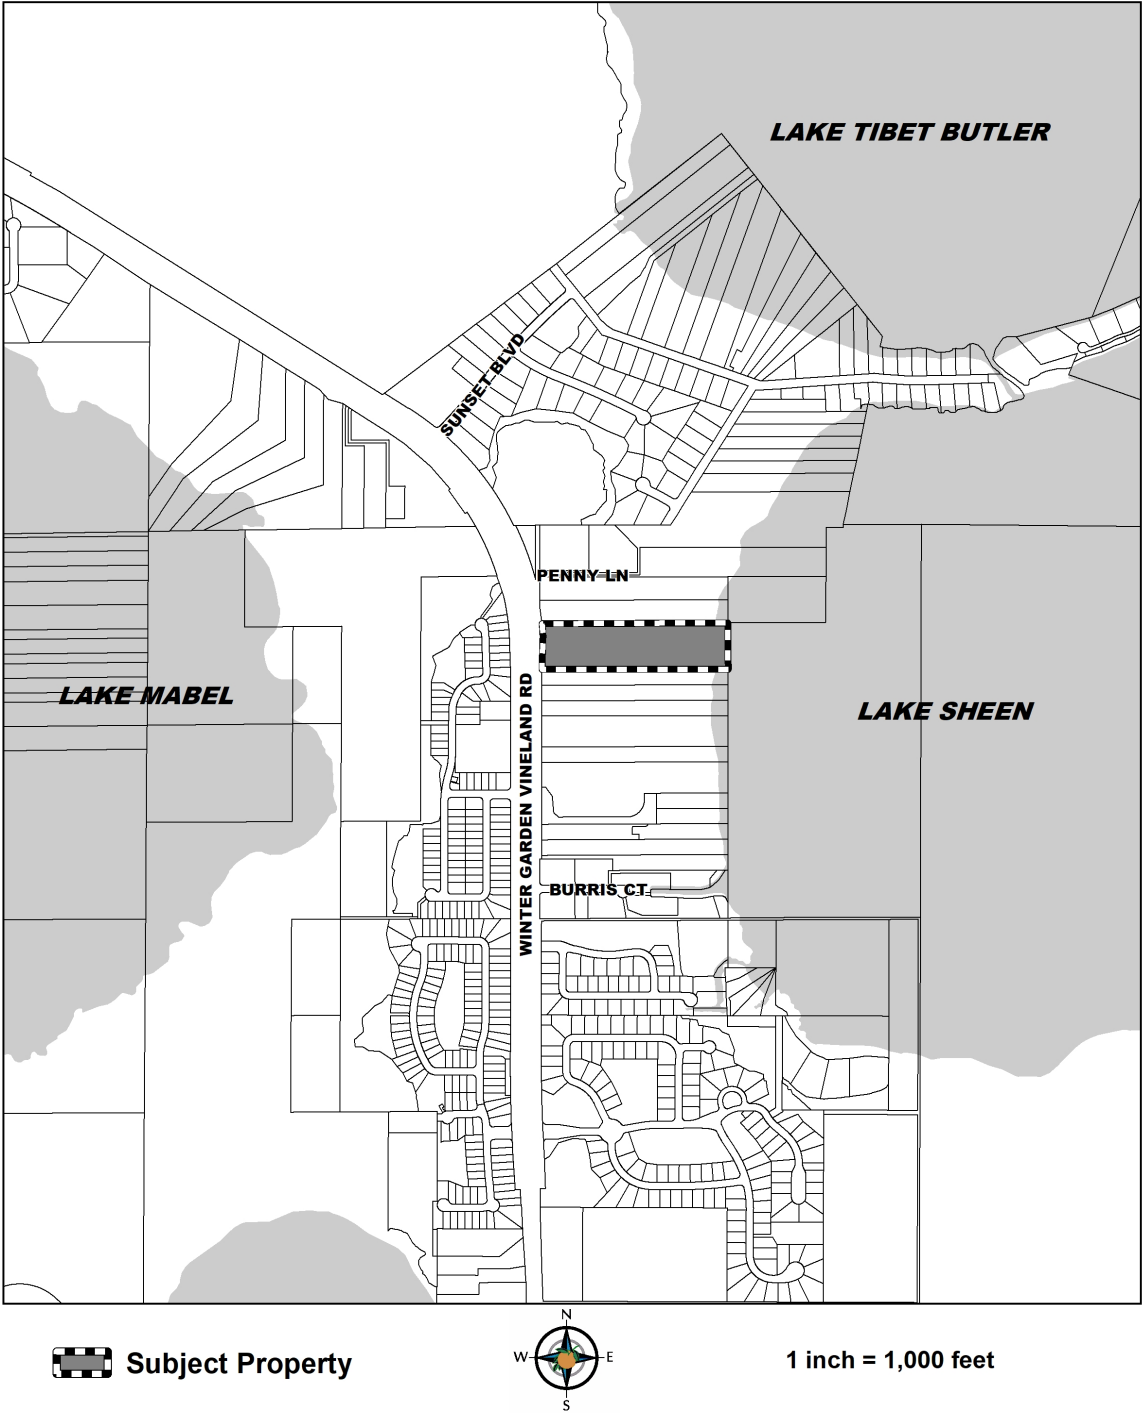 LAKE TIBET BUTLER
SUNSET BLVD
PENNY LN
LAKE MABEL
LAKE SHEEN
WINTER GARDEN VINELAND RD
BURRIS CT
N
W E
S
Subject Property
1 inch = 1,000 feet